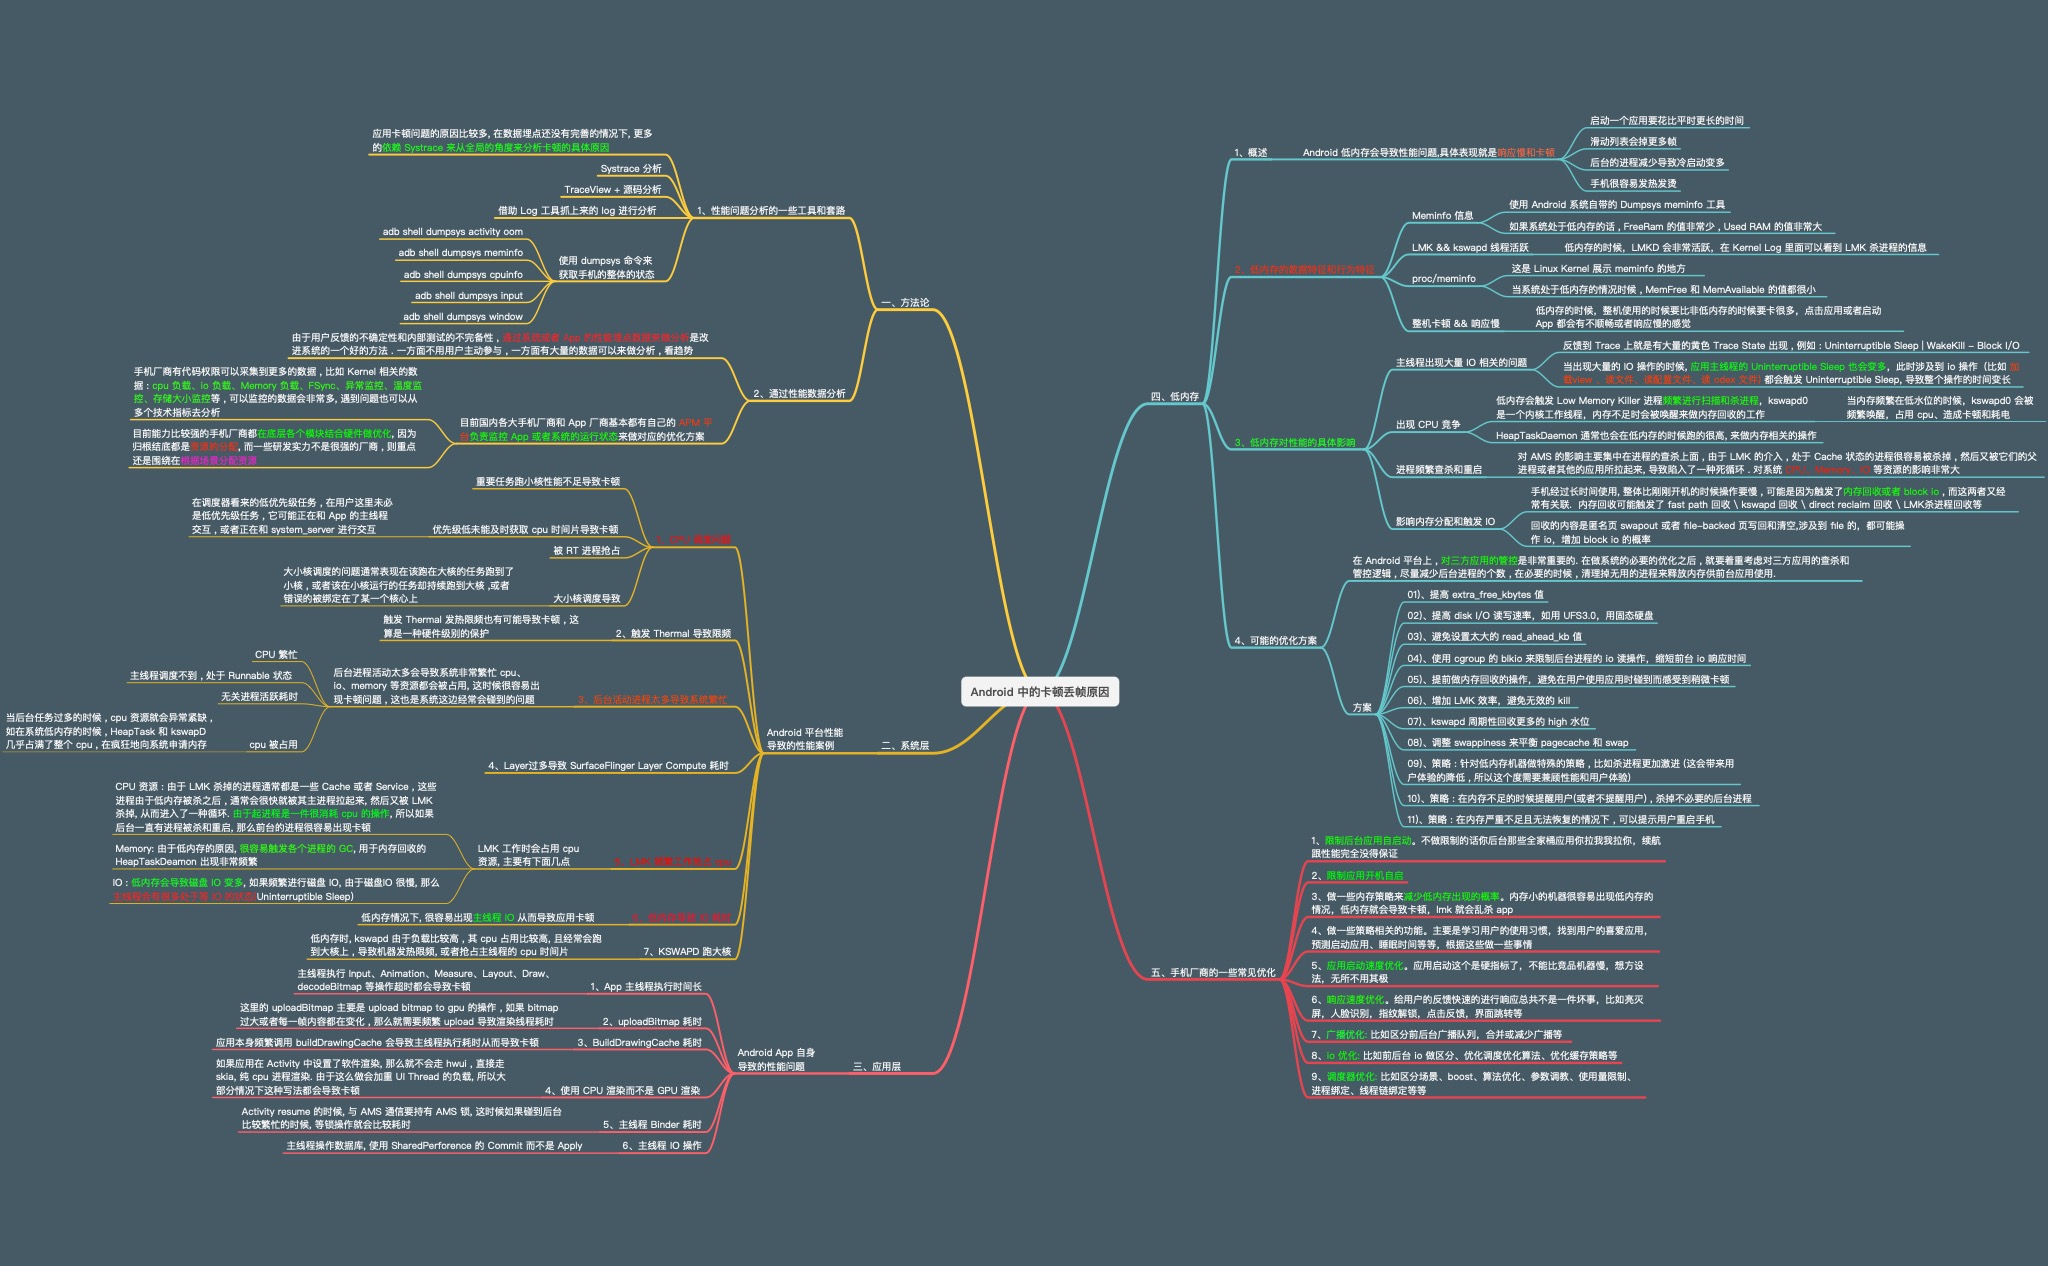 Android 中的卡顿丢帧原因
一、方法论
1、性能问题分析的一些工具和套路
应用卡顿问题的原因比较多, 在数据埋点还没有完善的情况下, 更多
的依赖 Systrace 来从全局的角度来分析卡顿的具体原因
Systrace 分析
TraceView + 源码分析
借助 Log 工具抓上来的 log 进行分析
使用 dumpsys 命令来
获取手机的整体的状态
adb shell dumpsys activity oom
adb shell dumpsys meminfo
adb shell dumpsys cpuinfo
adb shell dumpsys input
adb shell dumpsys window
2、通过性能数据分析
由于用户反馈的不确定性和内部测试的不完备性 , 通过系统或者 App 的性能埋点数据来做分析是改
进系统的一个好的方法 . 一方面不用用户主动参与 , 一方面有大量的数据可以来做分析 , 看趋势
目前国内各大手机厂商和 App 厂商基本都有自己的 APM 平
台负责监控 App 或者系统的运行状态来做对应的优化方案
手机厂商有代码权限可以采集到更多的数据 , 比如 Kernel 相关的数
据 : cpu 负载、io 负载、Memory 负载、FSync、异常监控、温度监
控、存储大小监控等 , 可以监控的数据会非常多, 遇到问题也可以从
多个技术指标去分析
目前能力比较强的手机厂商都在底层各个模块结合硬件做优化, 因为
归根结底都是资源的分配, 而一些研发实力不是很强的厂商 , 则重点
还是围绕在根据场景分配资源
二、系统层
Android 平台性能
导致的性能案例
重要任务跑小核性能不足导致卡顿
优先级低未能及时获取 cpu 时间片导致卡顿
在调度器看来的低优先级任务 , 在用户这里未必
是低优先级任务 , 它可能正在和 App 的主线程
交互 , 或者正在和 system_server 进行交互
被 RT 进程抢占
大小核调度导致
大小核调度的问题通常表现在该跑在大核的任务跑到了
小核 , 或者该在小核运行的任务却持续跑到大核 ,或者
错误的被绑定在了某一个核心上
2、触发 Thermal 导致限频
触发 Thermal 发热限频也有可能导致卡顿 , 这
算是一种硬件级别的保护
3、后台活动进程太多导致系统繁忙
后台进程活动太多会导致系统非常繁忙 cpu、
io、memory 等资源都会被占用, 这时候很容易出
现卡顿问题 , 这也是系统这边经常会碰到的问题
CPU 繁忙
主线程调度不到 , 处于 Runnable 状态
无关进程活跃耗时
cpu 被占用
当后台任务过多的时候 , cpu 资源就会异常紧缺 ,
如在系统低内存的时候 , HeapTask 和 kswapD
几乎占满了整个 cpu , 在疯狂地向系统申请内存
4、Layer过多导致 SurfaceFlinger Layer Compute 耗时
LMK 工作时会占用 cpu
资源, 主要有下面几点
CPU 资源 : 由于 LMK 杀掉的进程通常都是一些 Cache 或者 Service , 这些
进程由于低内存被杀之后 , 通常会很快就被其主进程拉起来, 然后又被 LMK
杀掉, 从而进入了一种循环. 由于起进程是一件很消耗 cpu 的操作, 所以如果
后台一直有进程被杀和重启, 那么前台的进程很容易出现卡顿
Memory: 由于低内存的原因, 很容易触发各个进程的 GC, 用于内存回收的
HeapTaskDeamon 出现非常频繁
IO : 低内存会导致磁盘 IO 变多, 如果频繁进行磁盘 IO, 由于磁盘IO 很慢, 那么
Uninterruptible Sleep)
低内存情况下, 很容易出现主线程 IO 从而导致应用卡顿
7、KSWAPD 跑大核
低内存时, kswapd 由于负载比较高 , 其 cpu 占用比较高, 且经常会跑
到大核上 , 导致机器发热限频, 或者抢占主线程的 cpu 时间片
三、应用层
Android App 自身
导致的性能问题
1、App 主线程执行时间长
主线程执行 Input、Animation、Measure、Layout、Draw、
decodeBitmap 等操作超时都会导致卡顿
2、uploadBitmap 耗时
这里的 uploadBitmap 主要是 upload bitmap to gpu 的操作 , 如果 bitmap
过大或者每一帧内容都在变化 , 那么就需要频繁 upload 导致渲染线程耗时
3、BuildDrawingCache 耗时
应用本身频繁调用 buildDrawingCache 会导致主线程执行耗时从而导致卡顿
4、使用 CPU 渲染而不是 GPU 渲染
如果应用在 Activity 中设置了软件渲染, 那么就不会走 hwui , 直接走
skia, 纯 cpu 进程渲染. 由于这么做会加重 UI Thread 的负载, 所以大
部分情况下这种写法都会导致卡顿
5、主线程 Binder 耗时
Activity resume 的时候, 与 AMS 通信要持有 AMS 锁, 这时候如果碰到后台
比较繁忙的时候, 等锁操作就会比较耗时
6、主线程 IO 操作
主线程操作数据库, 使用 SharedPerforence 的 Commit 而不是 Apply
四、低内存
1、概述
Android 低内存会导致性能问题,具体表现就是响应慢和卡顿
启动一个应用要花比平时更长的时间
滑动列表会掉更多帧
后台的进程减少导致冷启动变多
手机很容易发热发烫
2、低内存的数据特征和行为特征
Meminfo 信息
使用 Android 系统自带的 Dumpsys meminfo 工具
如果系统处于低内存的话 , FreeRam 的值非常少 , Used RAM 的值非常大
LMK && kswapd 线程活跃
低内存的时候，LMKD 会非常活跃，在 Kernel Log 里面可以看到 LMK 杀进程的信息
proc/meminfo
这是 Linux Kernel 展示 meminfo 的地方
当系统处于低内存的情况时候 , MemFree 和 MemAvailable 的值都很小
整机卡顿 && 响应慢
低内存的时候，整机使用的时候要比非低内存的时候要卡很多，点击应用或者启动
App 都会有不顺畅或者响应慢的感觉
3、低内存对性能的具体影响
主线程出现大量 IO 相关的问题
反馈到 Trace 上就是有大量的黄色 Trace State 出现 , 例如 : Uninterruptible Sleep | WakeKill - Block I/O
当出现大量的 IO 操作的时候, 应用主线程的 Uninterruptible Sleep 也会变多，此时涉及到 io 操作（比如 加
载view 、读文件、读配置文件、读 odex 文件) 都会触发 Uninterruptible Sleep, 导致整个操作的时间变长
出现 CPU 竞争
低内存会触发 Low Memory Killer 进程频繁进行扫描和杀进程，kswapd0
是一个内核工作线程，内存不足时会被唤醒来做内存回收的工作
当内存频繁在低水位的时候，kswapd0 会被
频繁唤醒，占用 cpu、造成卡顿和耗电
HeapTaskDaemon 通常也会在低内存的时候跑的很高, 来做内存相关的操作
进程频繁查杀和重启
对 AMS 的影响主要集中在进程的查杀上面 , 由于 LMK 的介入 , 处于 Cache 状态的进程很容易被杀掉 , 然后又被它们的父
进程或者其他的应用所拉起来, 导致陷入了一种死循环 . 对系统 CPU、Memory、IO 等资源的影响非常大
影响内存分配和触发 IO
手机经过长时间使用, 整体比刚刚开机的时候操作要慢 , 可能是因为触发了内存回收或者 block io , 而这两者又经
常有关联. 内存回收可能触发了 fast path 回收 \ kswapd 回收 \ direct reclaim 回收 \ LMK杀进程回收等
回收的内容是匿名页 swapout 或者 file-backed 页写回和清空,涉及到 file 的，都可能操
作 io，增加 block io 的概率
4、可能的优化方案
在 Android 平台上 , 对三方应用的管控是非常重要的. 在做系统的必要的优化之后 , 就要着重考虑对三方应用的查杀和
管控逻辑 , 尽量减少后台进程的个数 , 在必要的时候 , 清理掉无用的进程来释放内存供前台应用使用.
方案
01)、提高 extra_free_kbytes 值
02)、提高 disk I/O 读写速率，如用 UFS3.0，用固态硬盘
03)、避免设置太大的 read_ahead_kb 值
04)、使用 cgroup 的 blkio 来限制后台进程的 io 读操作，缩短前台 io 响应时间
05)、提前做内存回收的操作，避免在用户使用应用时碰到而感受到稍微卡顿
06)、增加 LMK 效率，避免无效的 kill
07)、kswapd 周期性回收更多的 high 水位
08)、调整 swappiness 来平衡 pagecache 和 swap
09)、策略 : 针对低内存机器做特殊的策略 , 比如杀进程更加激进 (这会带来用
户体验的降低 , 所以这个度需要兼顾性能和用户体验)
10)、策略 : 在内存不足的时候提醒用户(或者不提醒用户) , 杀掉不必要的后台进程
11)、策略 : 在内存严重不足且无法恢复的情况下 , 可以提示用户重启手机
五、手机厂商的一些常见优化
1、限制后台应用自启动。不做限制的话你后台那些全家桶应用你拉我我拉你，续航
跟性能完全没得保证
2、限制应用开机自启
3、做一些内存策略来减少低内存出现的概率。内存小的机器很容易出现低内存的
情况，低内存就会导致卡顿，lmk 就会乱杀 app
4、做一些策略相关的功能。主要是学习用户的使用习惯，找到用户的喜爱应用，
预测启动应用、睡眠时间等等，根据这些做一些事情
5、应用启动速度优化。应用启动这个是硬指标了，不能比竞品机器慢，想方设
法，无所不用其极
6、响应速度优化。给用户的反馈快速的进行响应总共不是一件坏事，比如亮灭
屏，人脸识别，指纹解锁，点击反馈，界面跳转等
7、广播优化: 比如区分前后台广播队列，合并或减少广播等
8、io 优化: 比如前后台 io 做区分、优化调度优化算法、优化缓存策略等
9、调度器优化: 比如区分场景、boost、算法优化、参数调教、使用量限制、
进程绑定、线程链绑定等等